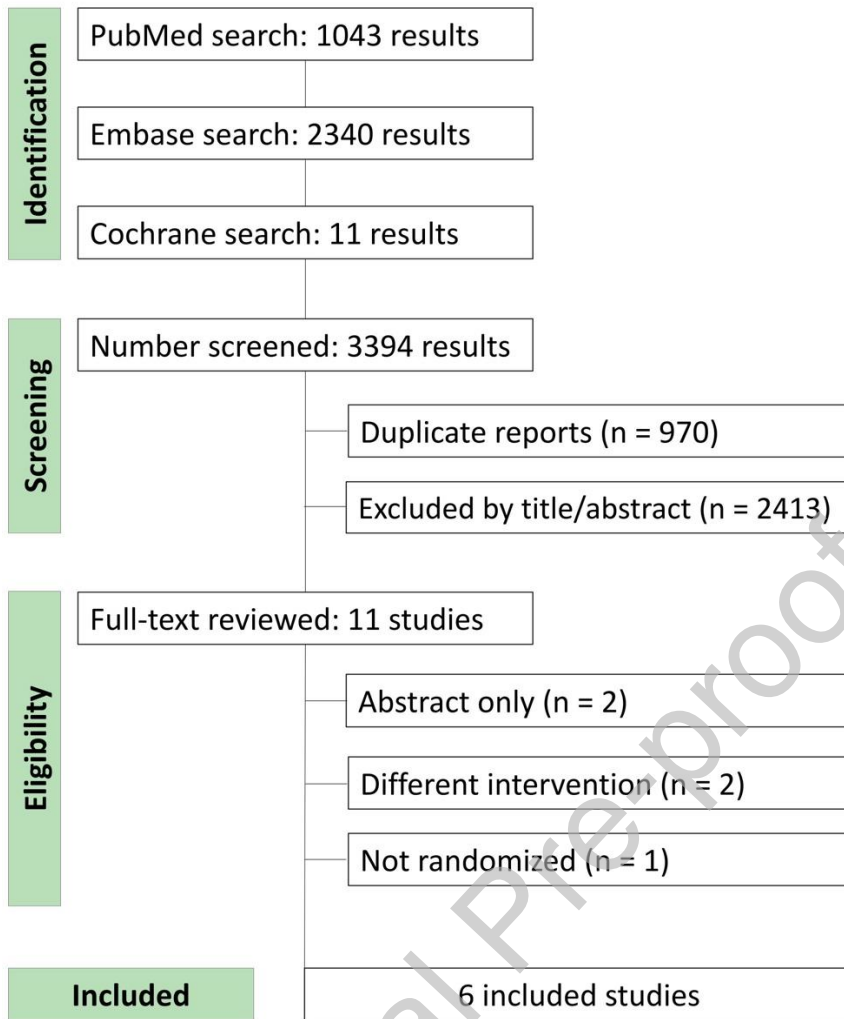 Identification
PubMed search: 1043 results
Embase search: 2340 results
Cochrane search: 11 results
Screening
Number screened: 3394 results
Duplicate reports (n = 970)
Excluded by title/abstract (n = 2413)
Eligibility
Full-text reviewed: 11 studies
Abstract only (n = 2)
Different intervention (n = 2)
Not randomized (n = 1)
Included
6 included studies
Pre-proof